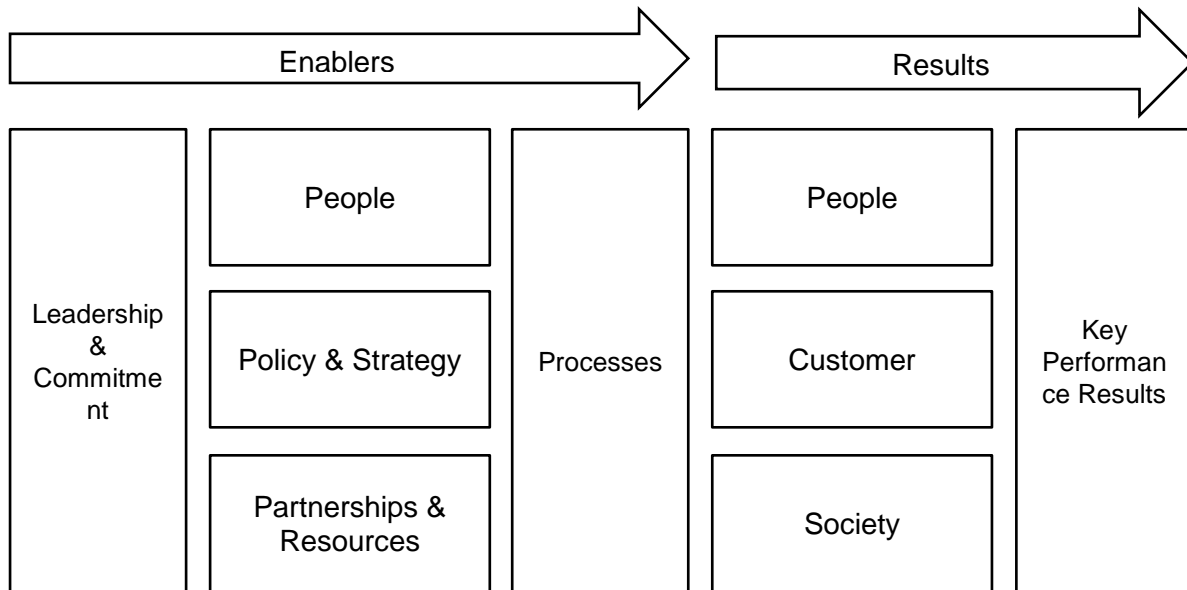 Enablers
Results
Leadership
&
Commitme
nt
People
Policy & Strategy
Partnerships &
Resources
Processes
People
Customer
Society
Key
Performan
ce Results